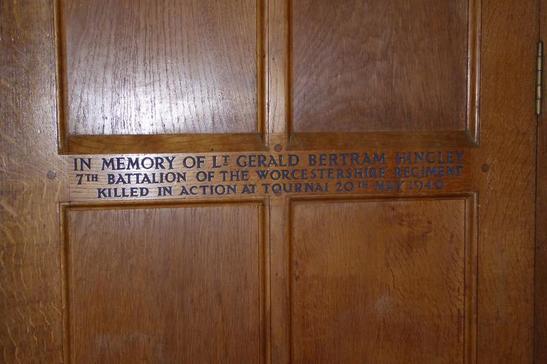 IN MEMORY OF LT GERALD BERTRAM HINGLEY
7TH BATTALION OF THE WORCESTERSHIRE REGIMENT
KILLED IN ACTION AT TOURNAI 20TH MAY 1940